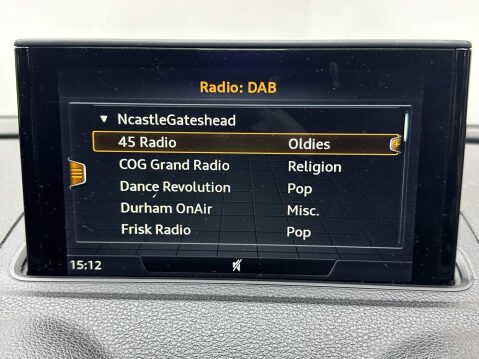 Radio: DAB
NcastleGateshead
45 Radio Oldies
COG Grand Radio Religion
Dance Revolution Pop
Durham OnAir Misc.
Frisk Radio Pop
15:12